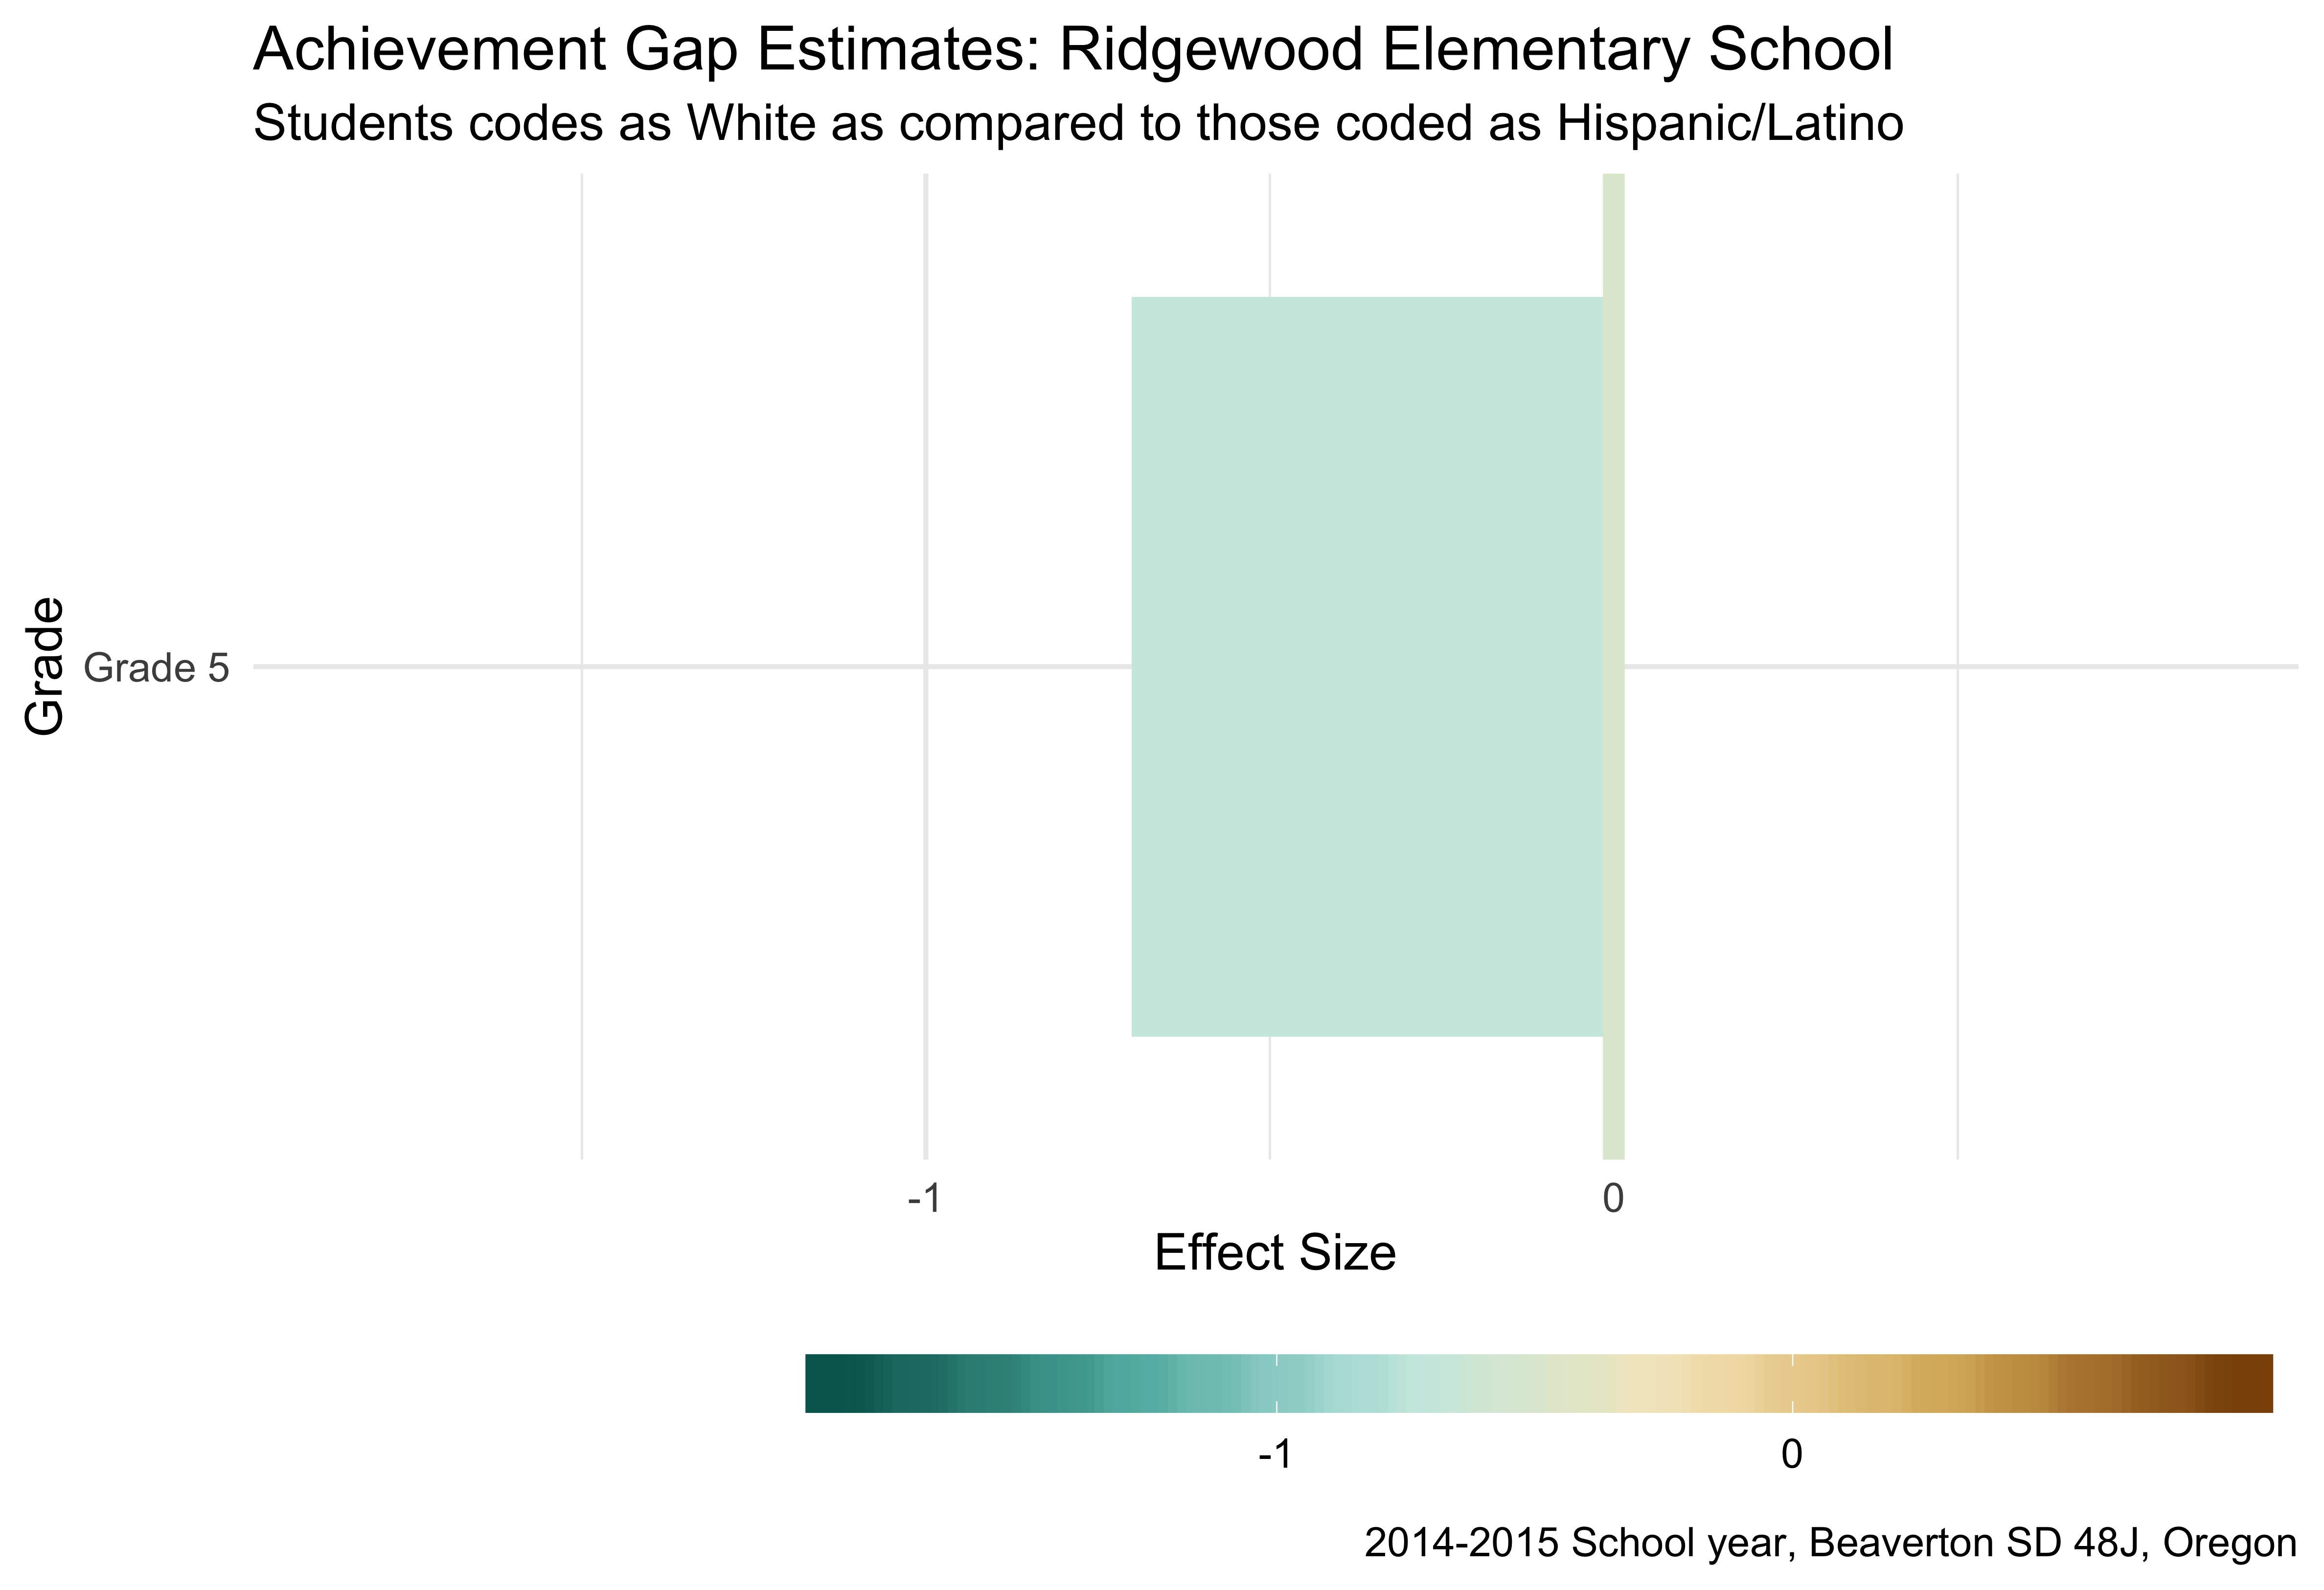 Achievement Gap Estimates: Ridgewood Elementary School
Students codes as White as compared to those coded as Hispanic/Latino
Grade
Grade 5
-1 0
Effect Size
-1 0
2014-2015 School year, Beaverton SD 48J, Oregon